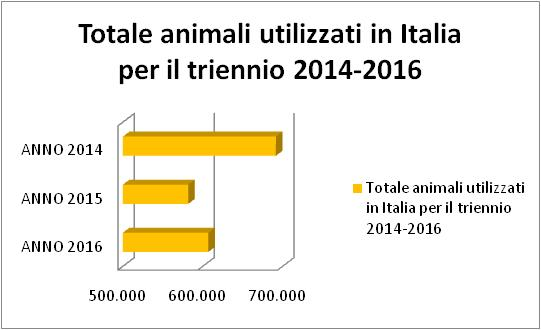 Totale animali utilizzati in Italia
per il triennio 2014-2016
ANNO 2014
ANNO 2015
ANNO 2016
500.000 600.000 700.000
Totale animali utilizzati
in Italia per il triennio
2014-2016